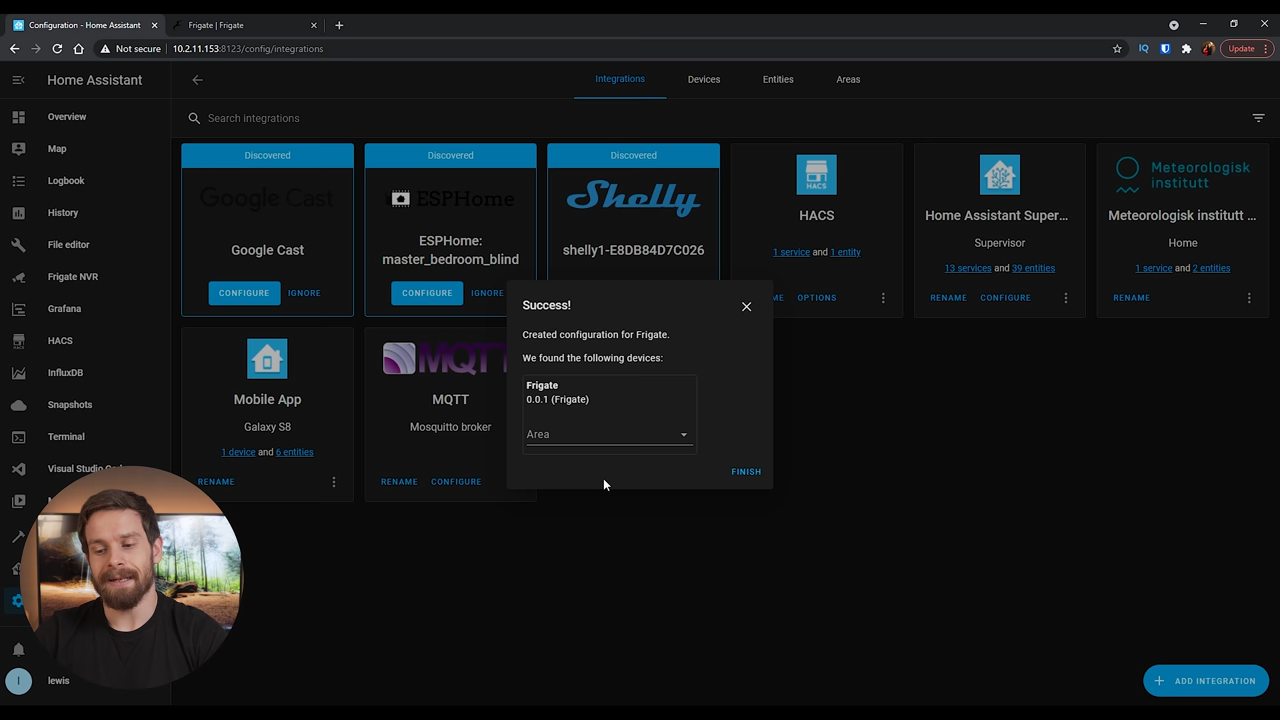 Configuration - Home Assistant
Frigate | Frigate
Not secure
10.2.11.153:8123/config/integrations
IQ
Update
Home Assistant
Integrations
Devices
Entities
Areas
Search integrations
Overview
Map
Logbook
History
File editor
Frigate NVR
Grafana
HACS
InfluxDB
Snapshots
Terminal
Visual Studio
l
lewis
Discovered
Google Cast
Google Cast
CONFIGURE
IGNORE
Discovered
ESPHome
ESPHome:
master_bedroom_blind
CONFIGURE
IGNORE
Discovered
Shelly
shelly1-E8DB84D7C026
HACS
HACS
1 service and 1 entity
ME
OPTIONS
Home Assistant Super...
Supervisor
13 services and 39 entities
RENAME
CONFIGURE
Meteorologisk
institutt
Meteorologisk institutt ...
Home
1 service and 2 entities
RENAME
Mobile App
Galaxy S8
1 device and 6 entities
RENAME
MQTT
MQTT
Mosquitto broker
RENAME
CONFIGURE
Success!
Created configuration for Frigate.
We found the following devices:
Frigate
0.0.1 (Frigate)
Area
FINISH
ADD INTEGRATION